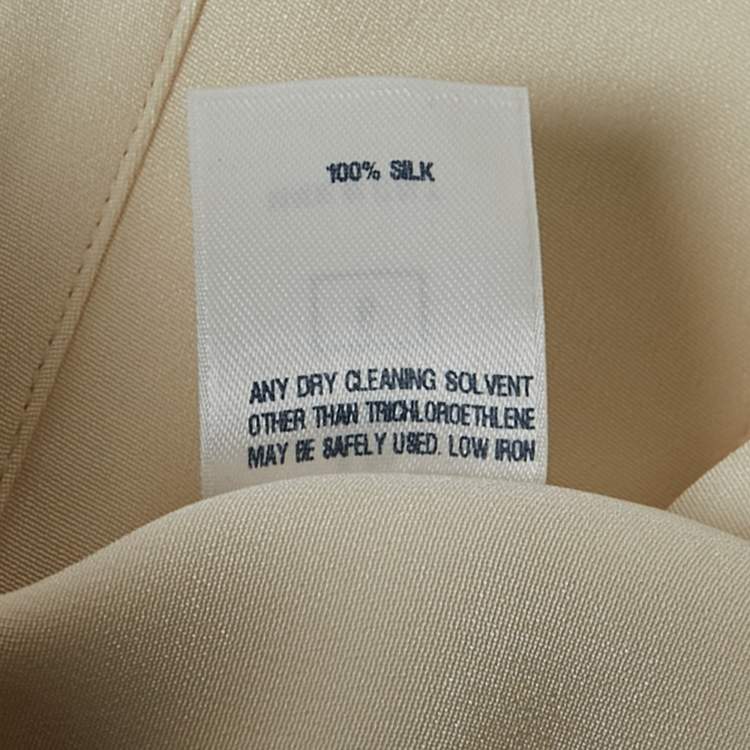 100% SILK
ANY DRY CLEANING SOLVENT
OTHER THAN TRICHLOROETHLENE
MAY BE SAFELY USED. LOW IRON